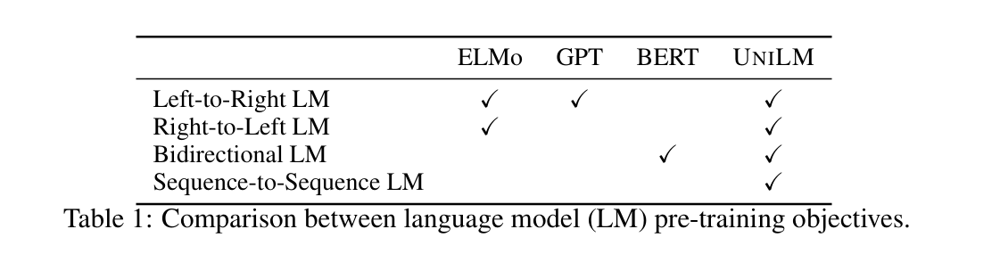 ELMo GPT BERT UNILM
Left-to-Right LM ✓ ✓ ✓
Right-to-Left LM ✓ ✓
Bidirectional LM ✓ ✓
Sequence-to-Sequence LM ✓
Table 1: Comparison between language model (LM) pre-training objectives.